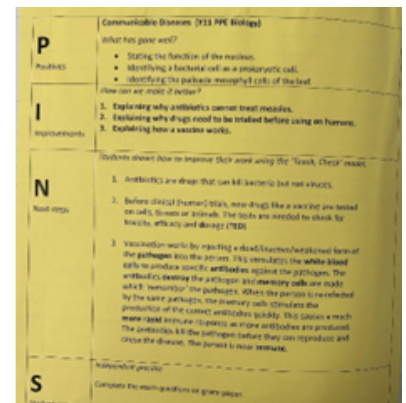 Communicable Diseases (Y11 PPE Biology)
P
Positives
What has gone well?
• Stating the function of the nucleus.
• Identifying a bacterial cell as a prokaryotic cell.
• Identifying the palisade mesophyll cells of the leaf.
I
Improvements
How can we make it better?
1. Explaining why antibiotics cannot treat measles.
2. Explaining why drugs need to be trialled before using on humans.
3. Explaining how a vaccine works.
N
Next steps
Students shown how to improve their work using the 'Teach, Check' model.
1. Antibiotics are drugs that can kill bacteria but not viruses.
2. Before clinical (human) trials, new drugs like a vaccine are tested
on cells, tissues or animals. The tests are needed to check for
toxicity, efficacy and dosage (TED)
3 Vaccination works by injecting a dead/inactive/weakened form of
the pathogen into the person. This stimulates the white blood
cells to produce specific antibodies against the pathogen. The
antibodies destroy the pathogen and memory cells are made
which 'remember' the pathogen. When the person is re-infected
by the same pathogen, the memory cells stimulate the
production of the correct antibodies quickly. This causes a much
more rapid immune response as more antibodies are produced.
The antibodies kill the pathogen before they can reproduce and
cause the disease. The person is now immune.
S
Independent practice
Complete the exam questions on green paper.